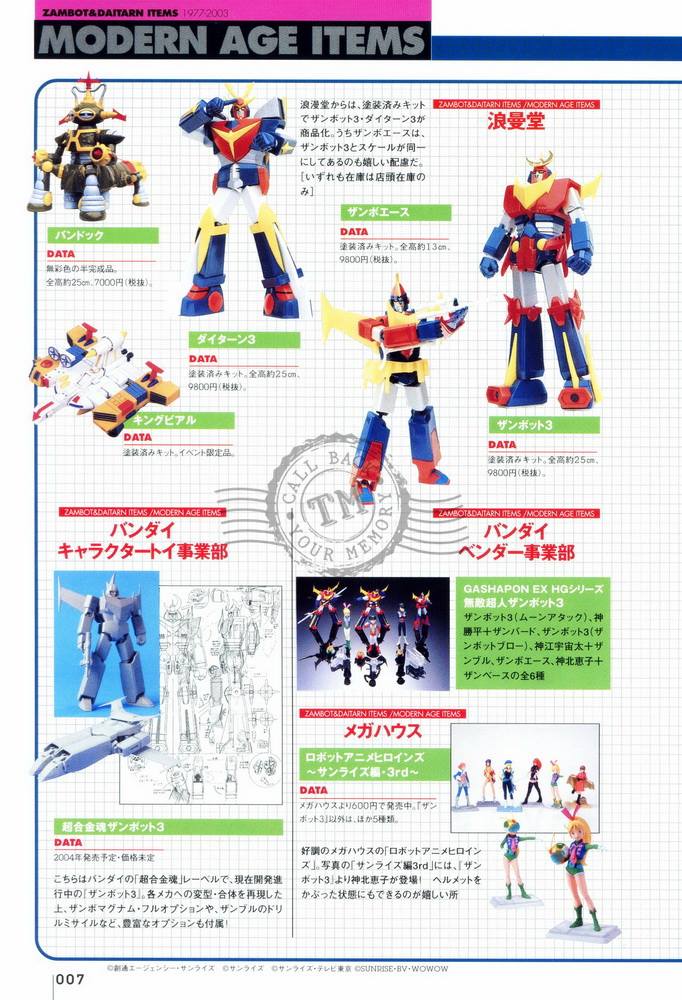 ZAMBOT&DAITARN ITEMS 1977-2003
MODERN AGE ITEMS
浪漫堂からは、塗装済みキット
でザンボット3・ダイターン3が
商品化。うちザンボエースは、
ザンボット3とスケールが同一
にしてあるのも嬉しい配慮だ。
[いずれも在庫は店頭在庫の
み]
ZAMBOT&DAITARN ITEMS /MODERN AGE ITEMS
浪曼堂
バンドック
DATA
無彩色の半完成品。
全高約25cm、7000円(税抜)。
ザンボエース
DATA
塗装済みキット。全高約13cm、
9800円(税抜)。
ダイターン3
DATA
塗装済みキット。全高約25cm、
9800円(税抜)。
キングビアル
DATA
塗装済みキット。イベント限定品。
ザンボット3
DATA
塗装済みキット。全高約25cm、
9800円(税抜)。
CALL BACK
TM
YOUR MEMORY
ZAMBOT&DAITARN ITEMS /MODERN AGE ITEMS
バンダイ
キャラクタートイ事業部
超合金魂ザンボット3
DATA
2004年発売予定・価格未定
こちらはバンダイの「超合金魂」レーベルで、現在開発進
行中の「ザンボット3」。各メカへの変型・合体を再現した
上、ザンボマグナム・フルオプションや、ザンブルのドリ
ルミサイルなど、豊富なオプションも付属!
ZAMBOT&DAITARN ITEMS /MODERN AGE ITEMS
バンダイ
ベンダー事業部
GASHAPON EX HGシリーズ
無敵超人ザンボット3
ザンボット3(ムーンアタック)、神
勝平+ザンバード、ザンボット3(ザ
ンボットブロー)、神江宇宙太+ザ
ンブル、ザンボエース、神北恵子+
ザンベースの全6種
ZAMBOT&DAITARN ITEMS /MODERN AGE ITEMS
メガハウス
ロボットアニメヒロインズ
〜サンライズ編・3rd〜
DATA
メガハウスより600円で発売中。『ザン
ボット3』以外は、ほか5種類。
好調のメガハウスの「ロボットアニメヒロイン
ズ」。写真の「サンライズ編3rd」には、『ザン
ボット3』より神北恵子が登場! ヘルメットを
かぶった状態にもできるのが嬉しい所
©創通エージェンシー・サンライズ ©サンライズ ©サンライズ・テレビ東京 ©SUNRISE・BV・WOWOW
007